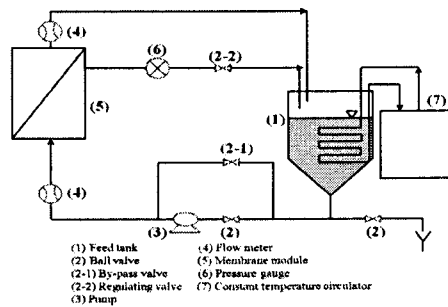 (4)
(6)
(2-2)
(1)
(7)
(5)
(2-1)
(4)
(3)
(2)
(2)
(1) Feed tank
(2) Ball valve
(2-1) By-pass valve
(2-2) Regulating valve
(3) Pump
(4) Flow meter
(5) Membrane module
(6) Pressure gauge
(7) Constant temperature circulator